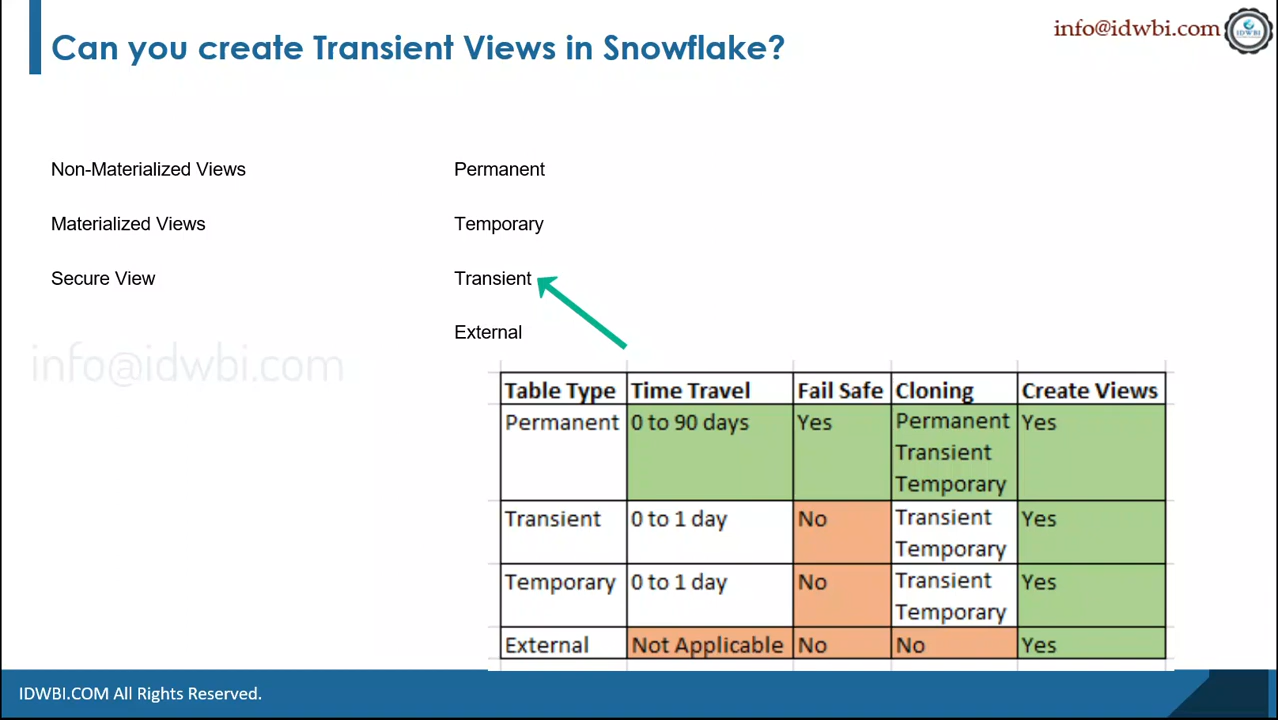 Can you create Transient Views in Snowflake?
info@idwbi.com
IDWBI
Non-Materialized Views
Permanent
Materialized Views
Temporary
Secure View
Transient
External
info@idwbi.com
Table Type Time Travel Fail Safe Cloning Create Views
Permanent 0 to 90 days Yes Permanent Yes
Transient
Temporary
Transient 0 to 1 day No Transient Yes
Temporary
Temporary 0 to 1 day No Transient Yes
Temporary
External Not Applicable No No Yes
IDWBI.COM All Rights Reserved.